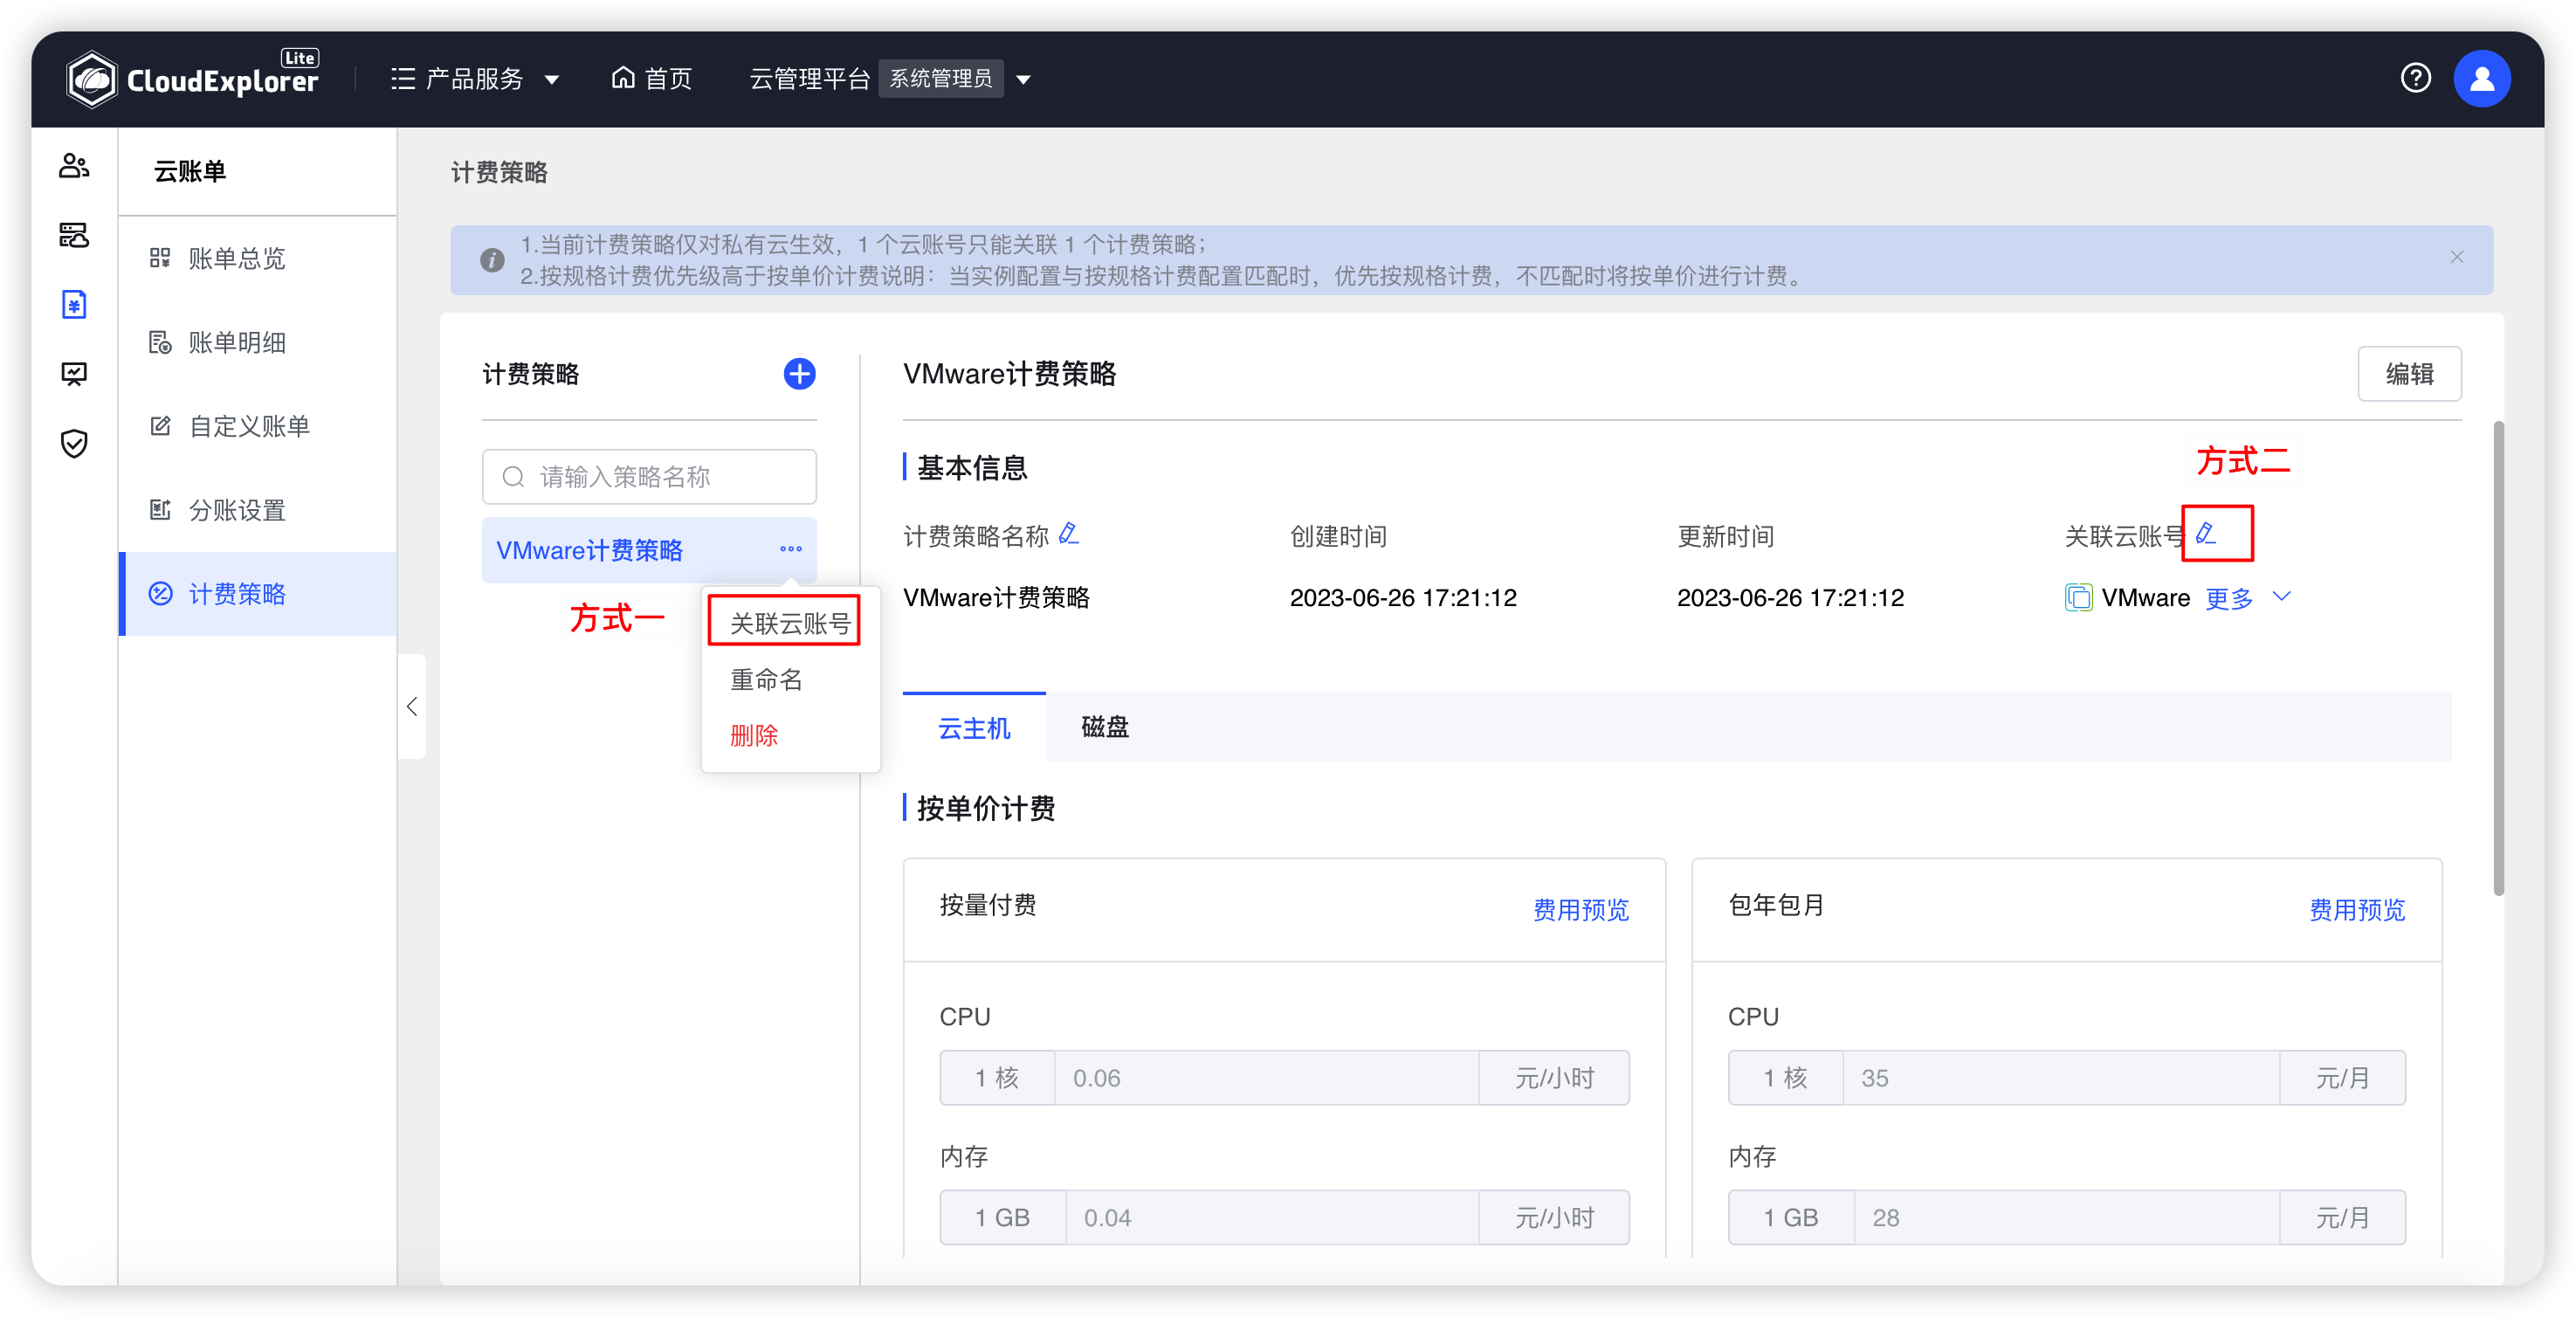 CloudExplorer Lite
产品服务
首页
云管理平台 系统管理员
云账单
账单总览
账单明细
自定义账单
分账设置
计费策略
计费策略
1.当前计费策略仅对私有云生效，1 个云账号只能关联 1 个计费策略；
2.按规格计费优先级高于按单价计费说明：当实例配置与按规格计费配置匹配时，优先按规格计费，不匹配时将按单价进行计费。
计费策略
请输入策略名称
VMware计费策略
方式一
关联云账号
重命名
删除
VMware计费策略
编辑
基本信息
方式二
计费策略名称 创建时间 更新时间 关联云账号
VMware计费策略 2023-06-26 17:21:12 2023-06-26 17:21:12 VMware 更多
云主机 磁盘
按单价计费
按量付费 费用预览
CPU
1 核 0.06 元/小时
内存
1 GB 0.04 元/小时
包年包月 费用预览
CPU
1 核 35 元/月
内存
1 GB 28 元/月